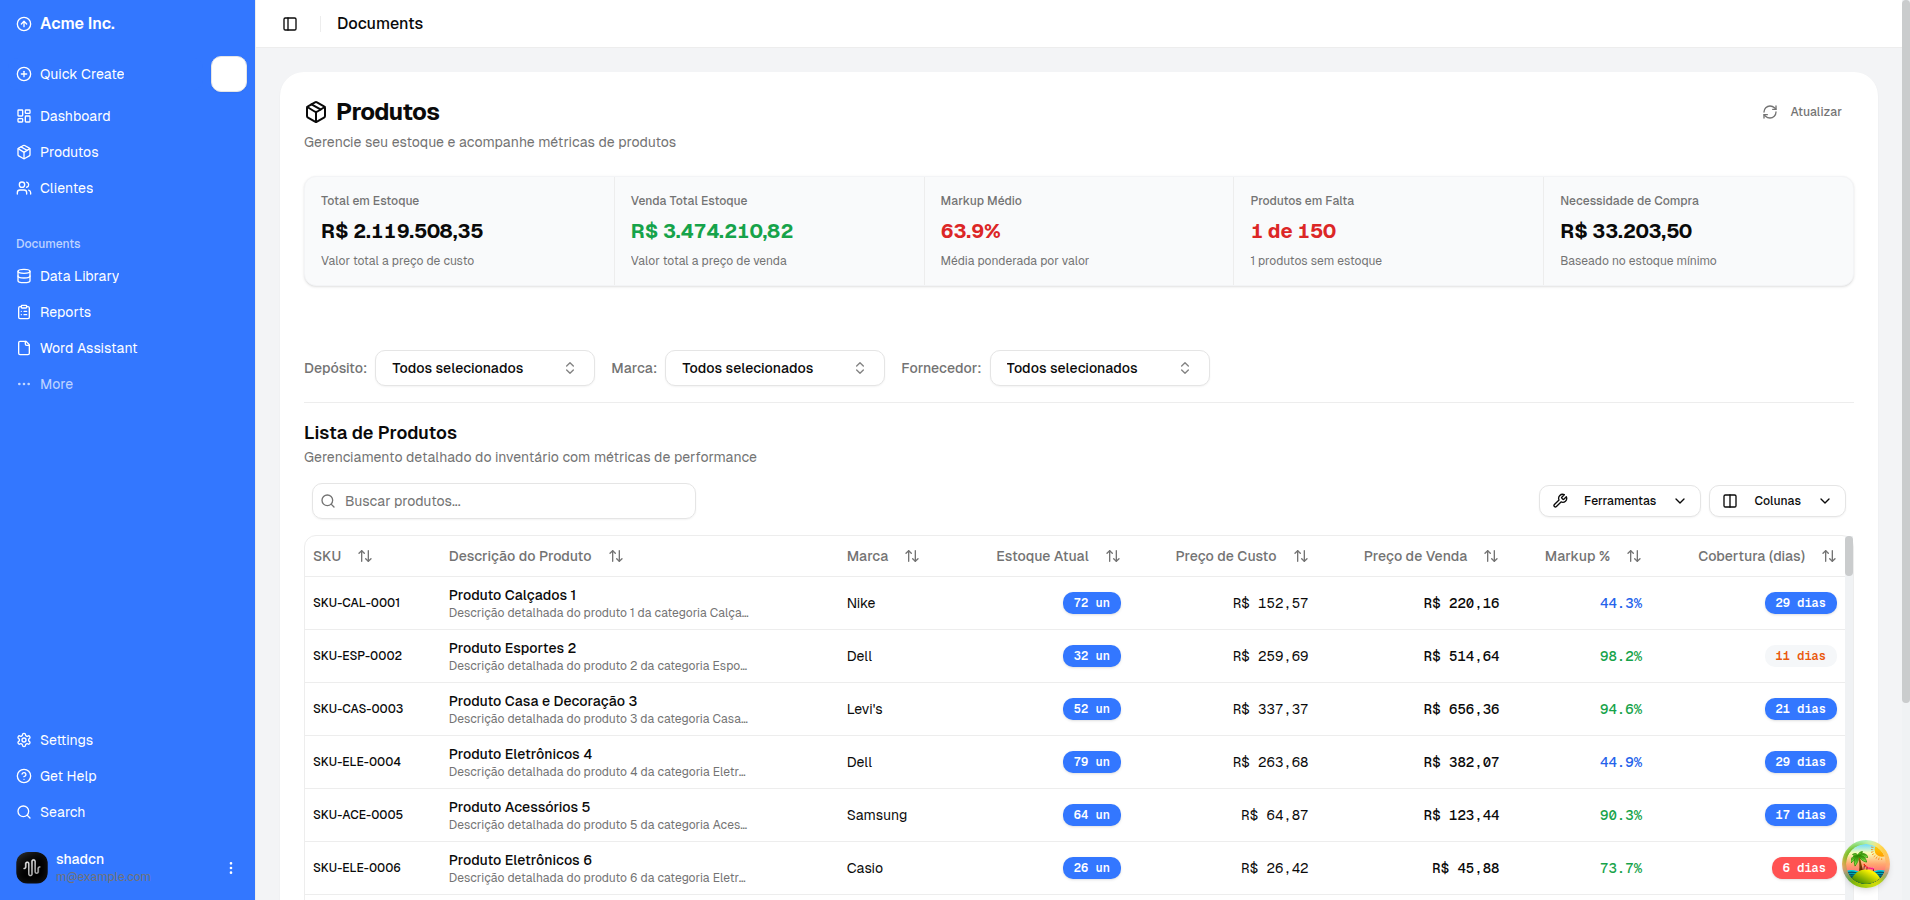 Acme Inc.
Quick Create
Dashboard
Produtos
Clientes
Documents
Data Library
Reports
Word Assistant
More
Settings
Get Help
Search
shadcn
m@example.com
Documents
Produtos
Atualizar
Gerencie seu estoque e acompanhe métricas de produtos
Total em Estoque
R$ 2.119.508,35
Valor total a preço de custo
Venda Total Estoque
R$ 3.474.210,82
Valor total a preço de venda
Markup Médio
63.9%
Média ponderada por valor
Produtos em Falta
1 de 150
1 produtos sem estoque
Necessidade de Compra
R$ 33.203,50
Baseado no estoque mínimo
Depósito: Todos selecionados Marca: Todos selecionados Fornecedor: Todos selecionados
Lista de Produtos
Gerenciamento detalhado do inventário com métricas de performance
Buscar produtos...
Ferramentas Colunas
SKU Descrição do Produto Marca Estoque Atual Preço de Custo Preço de Venda Markup % Cobertura (dias)
SKU-CAL-0001 Produto Calçados 1 Nike 72 un R$ 152,57 R$ 220,16 44.3% 29 dias
Descrição detalhada do produto 1 da categoria Calça...
SKU-ESP-0002 Produto Esportes 2 Dell 32 un R$ 259,69 R$ 514,64 98.2% 11 dias
Descrição detalhada do produto 2 da categoria Espo...
SKU-CAS-0003 Produto Casa e Decoração 3 Levi's 52 un R$ 337,37 R$ 656,36 94.6% 21 dias
Descrição detalhada do produto 3 da categoria Casa...
SKU-ELE-0004 Produto Eletrônicos 4 Dell 79 un R$ 263,68 R$ 382,07 44.9% 29 dias
Descrição detalhada do produto 4 da categoria Eletr...
SKU-ACE-0005 Produto Acessórios 5 Samsung 64 un R$ 64,87 R$ 123,44 90.3% 17 dias
Descrição detalhada do produto 5 da categoria Aces...
SKU-ELE-0006 Produto Eletrônicos 6 Casio 26 un R$ 26,42 R$ 45,88 73.7% 6 dias
Descrição detalhada do produto 6 da categoria Eletr...